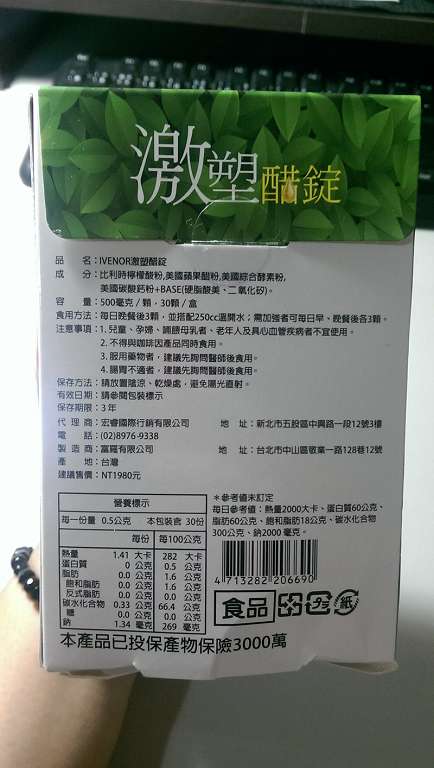 激塑醋錠
品 名：IVENOR激塑醋錠
成 分：比利時檸檬酸粉,美國蘋果醋粉,美國綜合酵素粉,
美國碳酸鈣粉+BASE(硬脂酸美、二氧化矽)。
容 量：500毫克／顆，30顆／盒
食用方法：每日晚餐後3顆，並搭配250cc溫開水；需加強者可每日早、晚餐後各3顆。
注意事項：1.兒童、孕婦、哺餵母乳者、老年人及具心血管疾病者不宜使用。
2.不得與咖啡因產品同時食用。
3.服用藥物者，建議先詢問醫師後食用。
4.腸胃不適者，建議先詢問醫師後食用。
保存方法：請放置陰涼、乾燥處，避免陽光直射。
有效日期：請參閱包裝標示
保存期限：3年
代 理 商：宏睿國際行銷有限公司 地 址：新北市五股區中興路一段12號3樓
電 話：(02)8976-9338
製 造 商：富羅有限公司 地 址：台北市中山區敬業一路128巷12號
產 地：台灣
建議售價：NT1980元
營養標示
每一份量 0.5公克 本包裝含 30份
每份 每100公克
熱量 1.41 大卡 282 大卡
蛋白質 0 公克 0.5 公克
脂肪 0.0 公克 1.6 公克
飽和脂肪 0.0 公克 1.6 公克
反式脂肪 0.0 公克 0.0 公克
碳水化合物 0.33 公克 66.4 公克
糖 0.0 公克 0.0 公克
鈉 1.34 毫克 269 毫克
＊參考值未訂定
每日參考值：熱量2000大卡、蛋白質60公克、
脂肪60公克、飽和脂肪18公克、碳水化合物
300公克、鈉2000 毫克。
4 713282 206690
食品 紙
本產品已投保產物保險3000萬